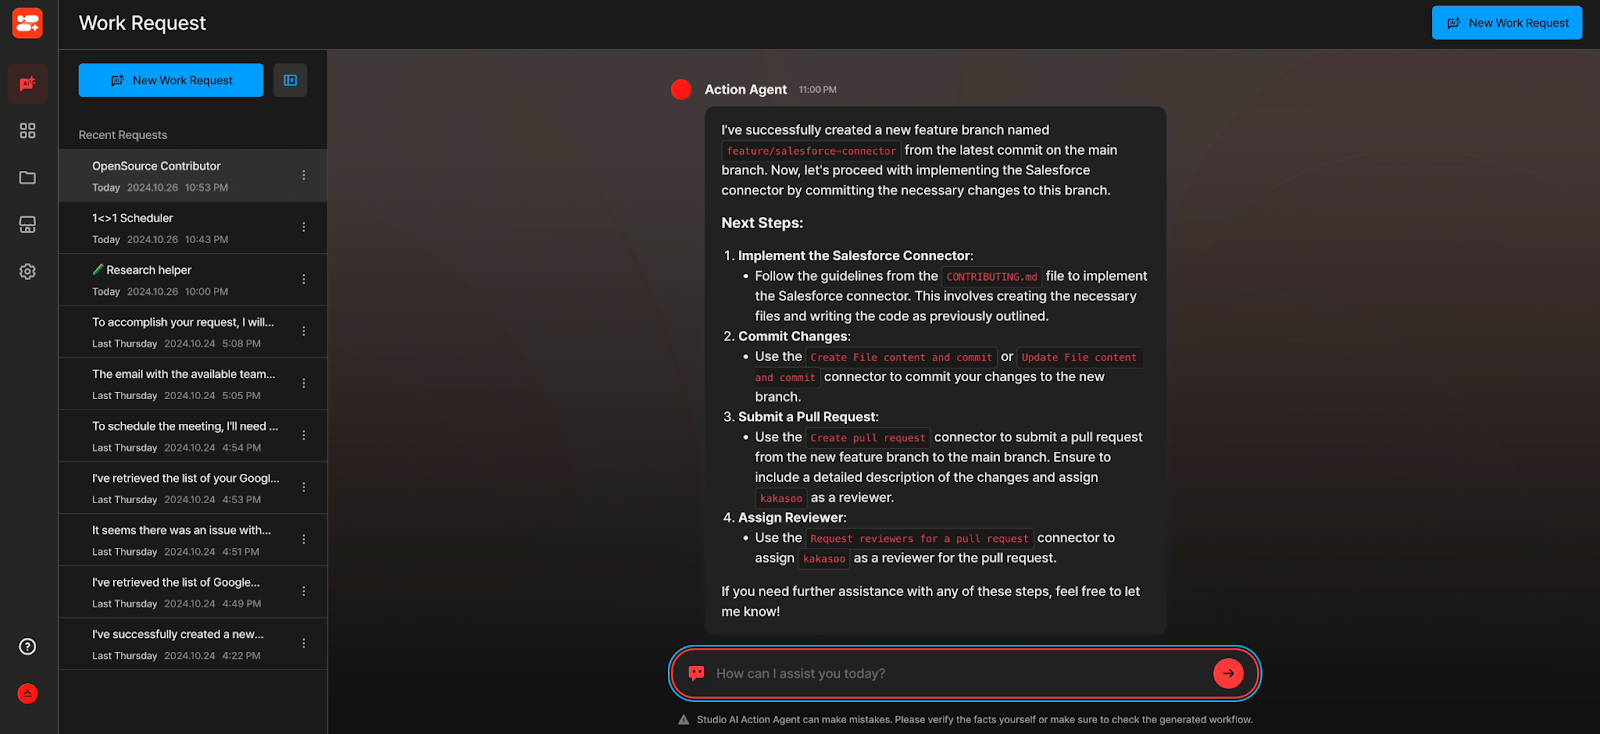 Work Request
New Work Request
New Work Request
Recent Requests
OpenSource Contributor
Today 2024.10.26 10:53 PM
1<>1 Scheduler
Today 2024.10.26 10:43 PM
Research helper
Today 2024.10.26 10:00 PM
To accomplish your request, I will...
Last Thursday 2024.10.24 5:08 PM
The email with the available team...
Last Thursday 2024.10.24 5:05 PM
To schedule the meeting, I'll need ...
Last Thursday 2024.10.24 4:54 PM
I've retrieved the list of your Googl...
Last Thursday 2024.10.24 4:53 PM
It seems there was an issue with...
Last Thursday 2024.10.24 4:51 PM
I've retrieved the list of Google...
Last Thursday 2024.10.24 4:49 PM
I've successfully created a new...
Last Thursday 2024.10.24 4:22 PM
Action Agent 11:00 PM
I've successfully created a new feature branch named
feature/salesforce-connector from the latest commit on the main
branch. Now, let's proceed with implementing the Salesforce
connector by committing the necessary changes to this branch.
Next Steps:
1. Implement the Salesforce Connector:
• Follow the guidelines from the CONTRIBUTING.md file to implement
the Salesforce connector. This involves creating the necessary
files and writing the code as previously outlined.
2. Commit Changes:
• Use the Create File content and commit or Update File content
and commit connector to commit your changes to the new
branch.
3. Submit a Pull Request:
• Use the Create pull request connector to submit a pull request
from the new feature branch to the main branch. Ensure to
include a detailed description of the changes and assign
kakasoo as a reviewer.
4. Assign Reviewer:
• Use the Request reviewers for a pull request connector to
assign kakasoo as a reviewer for the pull request.
If you need further assistance with any of these steps, feel free to let
me know!
How can I assist you today?
Studio AI Action Agent can make mistakes. Please verify the facts yourself or make sure to check the generated workflow.